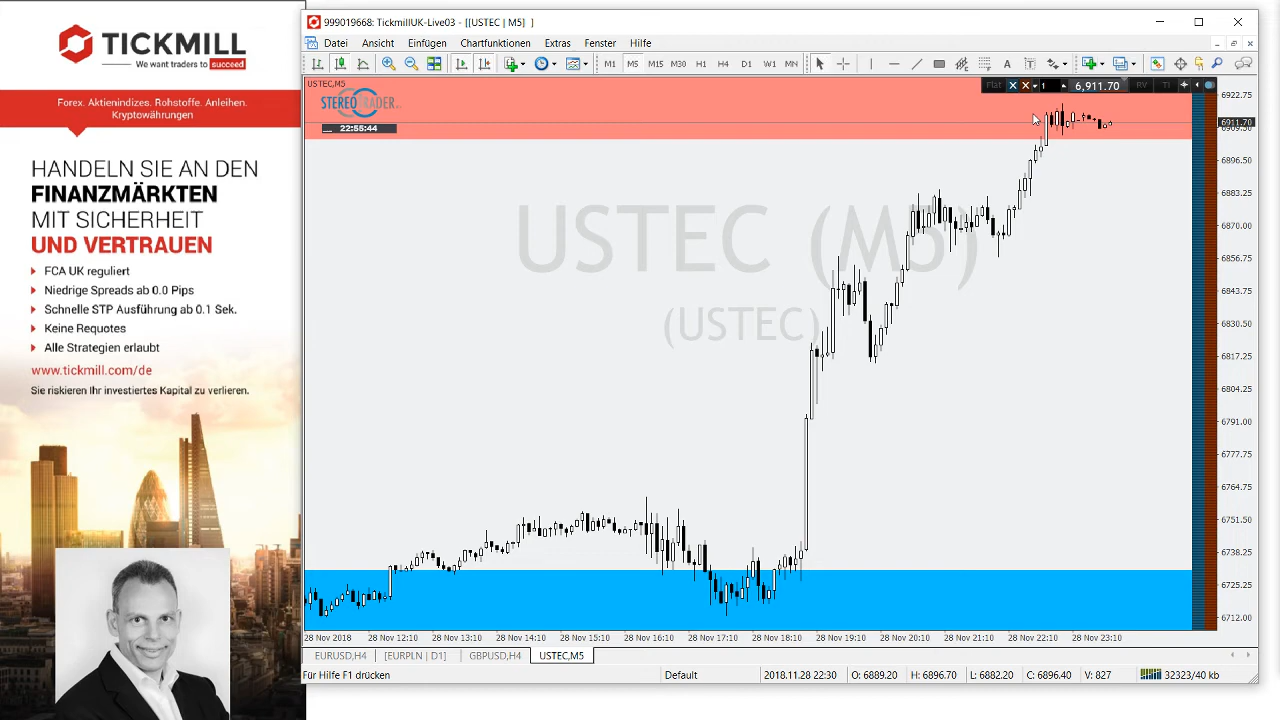 TICKMILL
We want traders to succeed
Forex. Aktienindizes. Rohstoffe. Anleihen.
Kryptowährungen
HANDELN SIE AN DEN
FINANZMÄRKTEN
MIT SICHERHEIT
UND VERTRAUEN
FCA UK reguliert
Niedrige Spreads ab 0.0 Pips
Schnelle STP Ausführung ab 0.1 Sek.
Keine Requotes
Alle Strategien erlaubt
www.tickmill.com/de
Sie riskieren Ihr investiertes Kapital zu verlieren.
999019668: TickmillUK-Live03 - [[USTEC | M5] ]
Datei Ansicht Einfügen Chartfunktionen Extras Fenster Hilfe
M1 M5 M15 M30 H1 H4 D1 W1 MN A
USTEC,M5
Flat 1 6,911.70 RV TI
STEREOTRADER
22:55:44
USTEC (M5)
(USTEC)
6922.75
6911.70
6896.50
6883.25
6870.00
6856.75
6843.75
6830.50
6817.25
6804.25
6791.00
6777.75
6764.75
6751.50
6738.25
6725.25
6712.00
28 Nov 12:10 28 Nov 13:10 28 Nov 14:10 28 Nov 15:10 28 Nov 16:10 28 Nov 17:10 28 Nov 18:10 28 Nov 19:10 28 Nov 20:10 28 Nov 21:10 28 Nov 22:10 28 Nov 23:10
EURUSD,H4 [EURPLN | D1] GBPUSD,H4 USTEC,M5
Für Hilfe F1 drücken Default 2018.11.28 22:30 O: 6889.20 H: 6896.70 L: 6882.20 C: 6896.40 V: 827 32323/40 kb